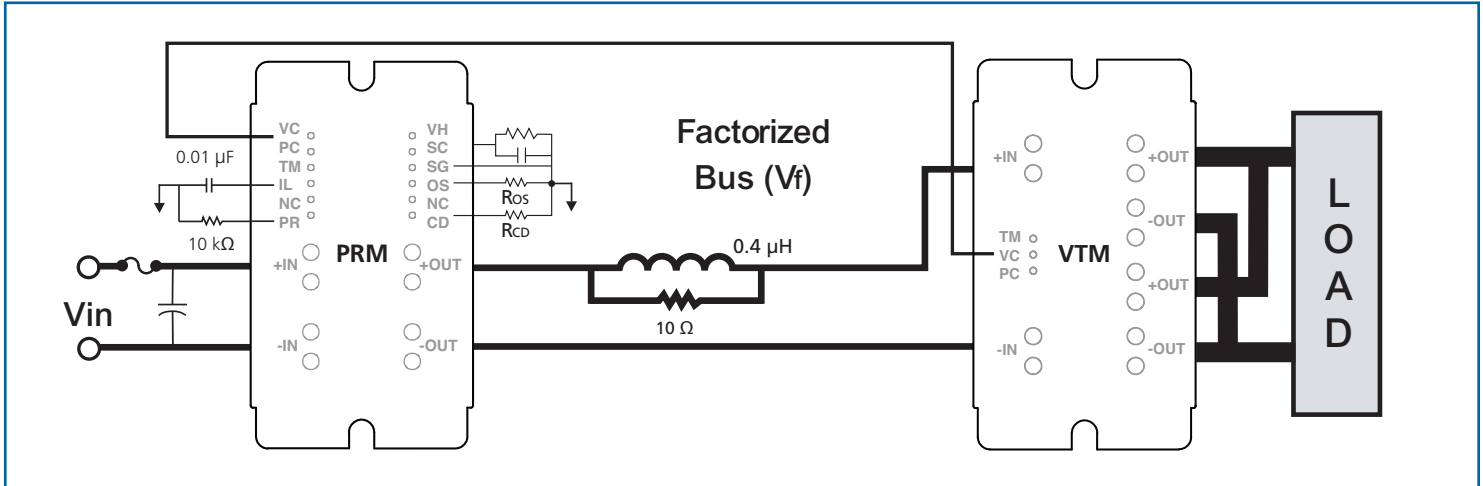 VC
PC
TM
IL
NC
PR
0.01 µF
10 kΩ
VH
SC
SG
OS
NC
CD
ROS
RCD
PRM
+IN
-IN
+OUT
-OUT
Vin
Factorized
Bus (Vf)
0.4 µH
10 Ω
+IN
TM
VC
PC
-IN
VTM
+OUT
-OUT
+OUT
-OUT
LOAD